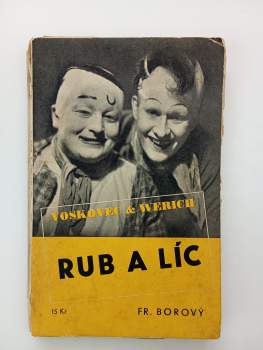 VOSKOVEC & WERICH
RUB A LÍC
15 Kč FR. BOROVÝ